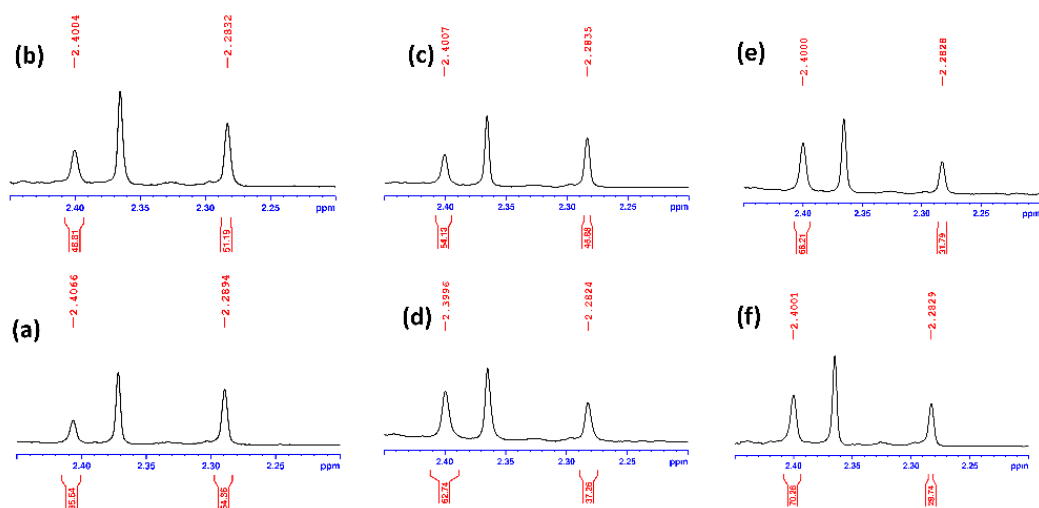 (b)
2.4004
2.2832
2.40 2.35 2.30 2.25 ppm
48.81
51.19
(c)
2.4007
2.2835
2.40 2.35 2.30 2.25 ppm
54.13
(e)
2.4000
2.2828
2.40 2.35 2.30 2.25 ppm
68.21
31.79
(a)
2.4066
2.2894
2.40 2.35 2.30 2.25 ppm
54.36
(d)
2.3996
2.2824
2.40 2.35 2.30 2.25 ppm
62.74
37.26
(f)
2.4001
2.2829
2.40 2.35 2.30 2.25 ppm
70.26